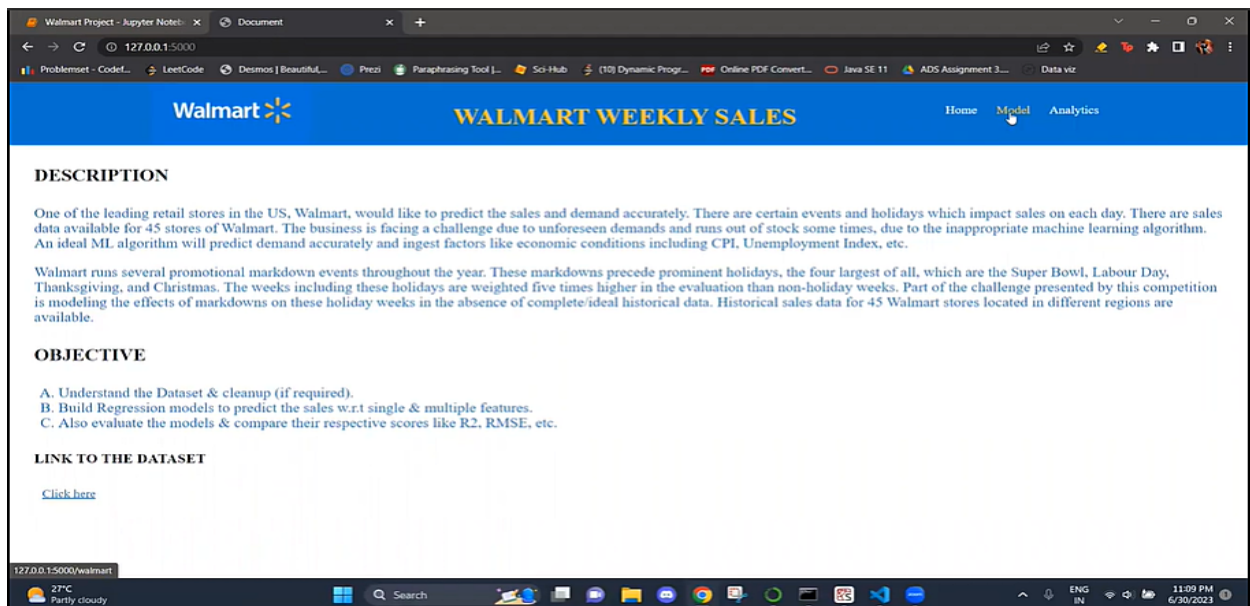 Walmart Project - Jupyter Noteb
Document
127.0.0.1:5000
Problemset - Codef...
LeetCode
Desmos | Beautiful,...
Prezi
Paraphrasing Tool |...
Sci-Hub
(10) Dynamic Progr...
PDF
Online PDF Convert...
Java SE 11
ADS Assignment 3....
Data viz
Walmart
WALMART WEEKLY SALES
Home
Model
Analytics
DESCRIPTION
One of the leading retail stores in the US, Walmart, would like to predict the sales and demand accurately. There are certain events and holidays which impact sales on each day. There are sales
data available for 45 stores of Walmart. The business is facing a challenge due to unforeseen demands and runs out of stock some times, due to the inappropriate machine learning algorithm.
An ideal ML algorithm will predict demand accurately and ingest factors like economic conditions including CPI, Unemployment Index, etc.
Walmart runs several promotional markdown events throughout the year. These markdowns precede prominent holidays, the four largest of all, which are the Super Bowl, Labour Day,
Thanksgiving, and Christmas. The weeks including these holidays are weighted five times higher in the evaluation than non-holiday weeks. Part of the challenge presented by this competition
is modeling the effects of markdowns on these holiday weeks in the absence of complete/ideal historical data. Historical sales data for 45 Walmart stores located in different regions are
available.
OBJECTIVE
A. Understand the Dataset & cleanup (if required).
B. Build Regression models to predict the sales w.r.t single & multiple features.
C. Also evaluate the models & compare their respective scores like R2, RMSE, etc.
LINK TO THE DATASET
Click here
127.0.0.1:5000/walmart
27°C
Partly cloudy
Search
ENG
IN
11:09 PM
6/30/2023